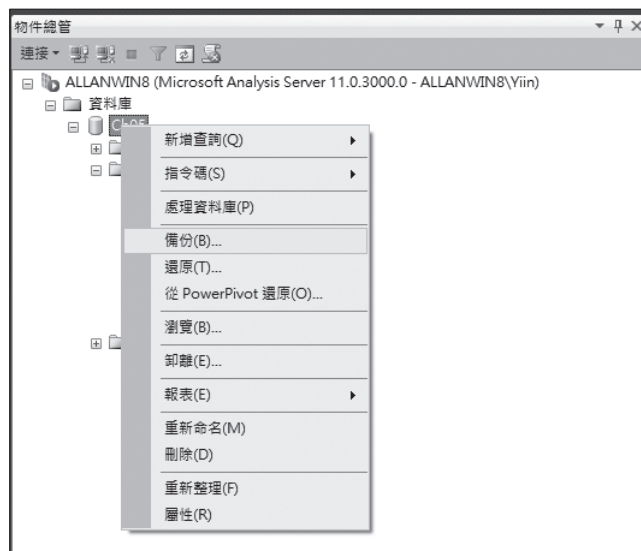 物件總管
連接
ALLANWIN8 (Microsoft Analysis Server 11.0.3000.0 - ALLANWIN8\Yiin)
資料庫
Ch05
新增查詢(Q)
指令碼(S)
處理資料庫(P)
備份(B)...
還原(T)...
從 PowerPivot 還原(O)...
瀏覽(B)...
卸離(E)...
報表(E)
重新命名(M)
刪除(D)
重新整理(F)
屬性(R)